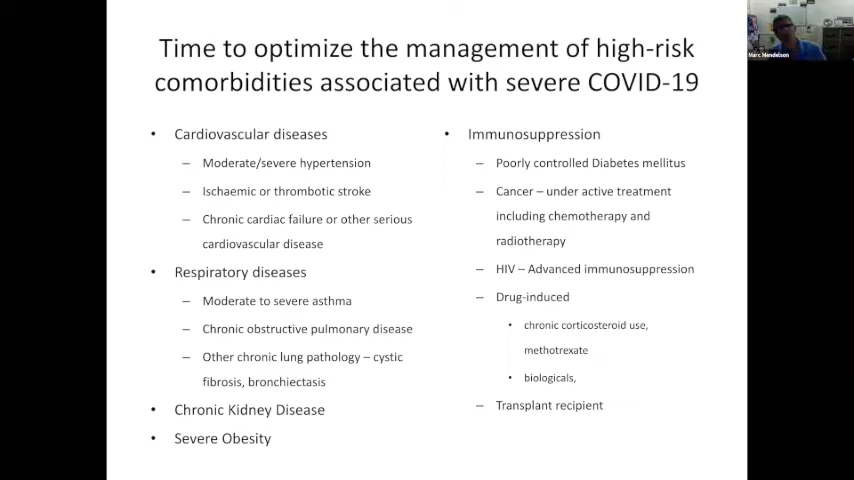 Time to optimize the management of high-risk
comorbidities associated with severe COVID-19
• Cardiovascular diseases
– Moderate/severe hypertension
– Ischaemic or thrombotic stroke
– Chronic cardiac failure or other serious
cardiovascular disease
• Respiratory diseases
– Moderate to severe asthma
– Chronic obstructive pulmonary disease
– Other chronic lung pathology – cystic
fibrosis, bronchiectasis
• Chronic Kidney Disease
• Severe Obesity
• Immunosuppression
– Poorly controlled Diabetes mellitus
– Cancer – under active treatment
including chemotherapy and
radiotherapy
– HIV – Advanced immunosuppression
– Drug-induced
• chronic corticosteroid use,
methotrexate
• biologicals,
– Transplant recipient
Marc Mendelson